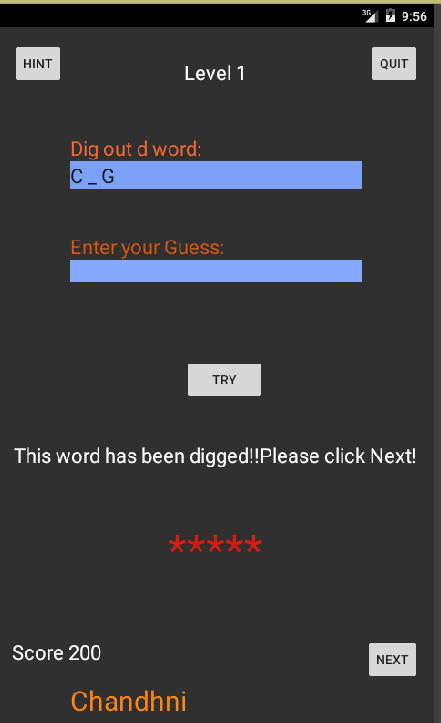 3G 9:56
HINT
Level 1
QUIT
Dig out d word:
C _ G
Enter your Guess:
TRY
This word has been digged!!Please click Next!
*****
Score 200
NEXT
Chandhni